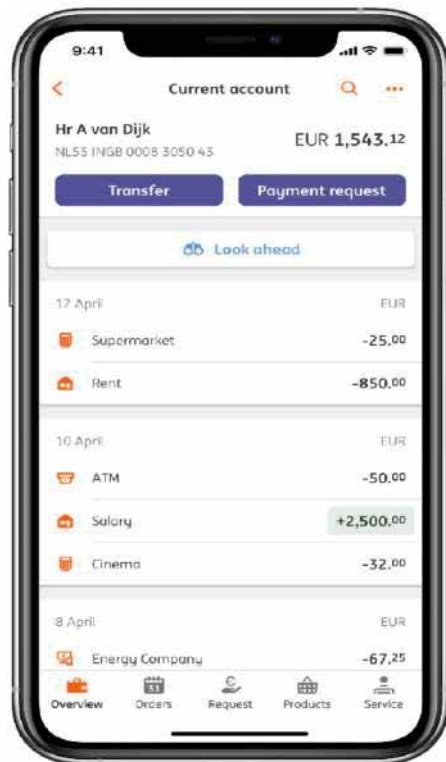 9:41
Current account
Hr A van Dijk
EUR 1,543.12
NL55 INGB 0008 3050 43
Transfer
Payment request
Look ahead
12 April
EUR
Supermarket
-25.00
Rent
-850.00
10 April
EUR
ATM
-50.00
Salary
+2,500.00
Cinema
-32.00
8 April
EUR
Energy Company
-67.25
31
Overview
Orders
Request
Products
Service